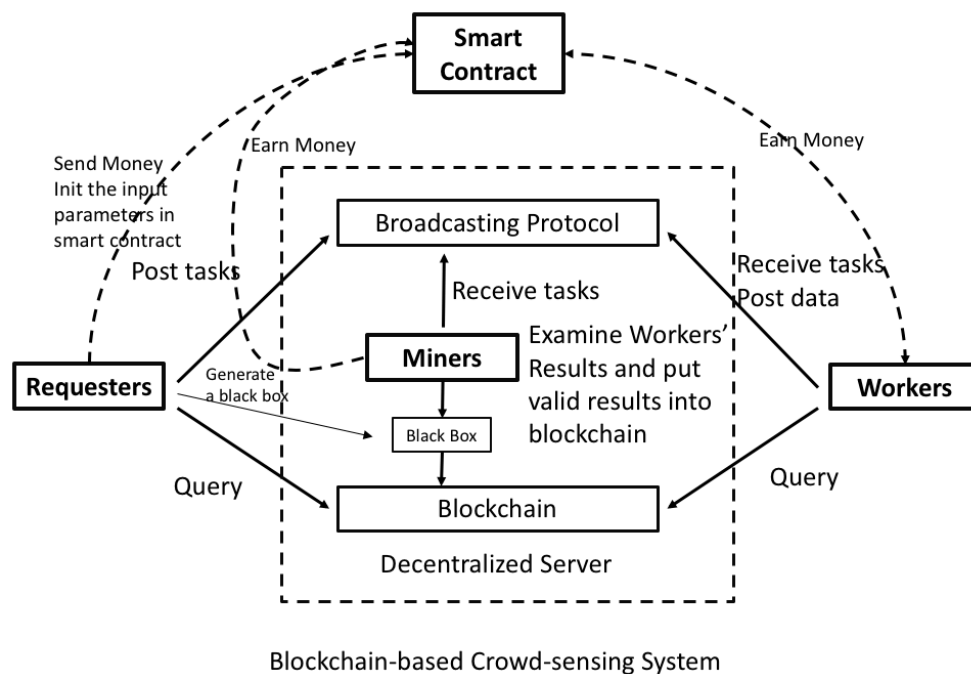 Smart
Contract
Earn Money
Earn Money
Send Money
Init the input
parameters in
smart contract
Broadcasting Protocol
Post tasks
Receive tasks
Receive tasks
Post data
Requesters
Generate
a black box
Miners
Examine Workers'
Results and put
valid results into
blockchain
Workers
Black Box
Query
Query
Blockchain
Decentralized Server
Blockchain-based Crowd-sensing System